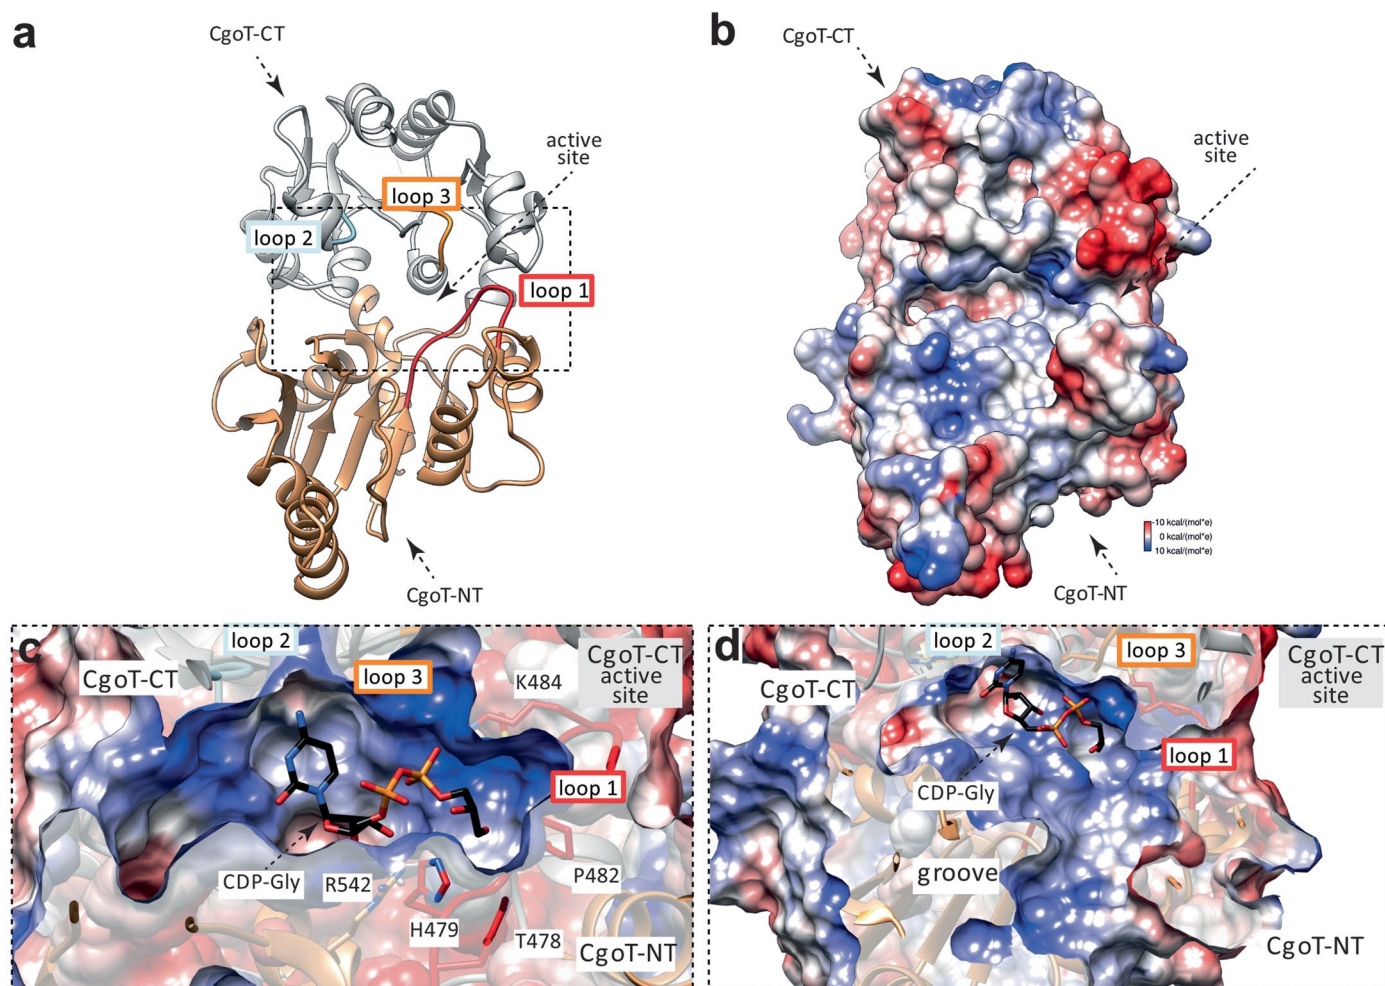 a
CgoT-CT
active
site
loop 3
loop 2
loop 1
CgoT-NT
b
CgoT-CT
active
site
-10 kcal/(mol*e)
0 kcal/(mol*e)
10 kcal/(mol*e)
CgoT-NT
c
loop 2
CgoT-CT
loop 3
K484
CgoT-CT
active
site
loop 1
CDP-Gly
R542
P482
H479
T478
CgoT-NT
d
loop 2
loop 3
CgoT-CT
CgoT-CT
active
site
loop 1
CDP-Gly
groove
CgoT-NT